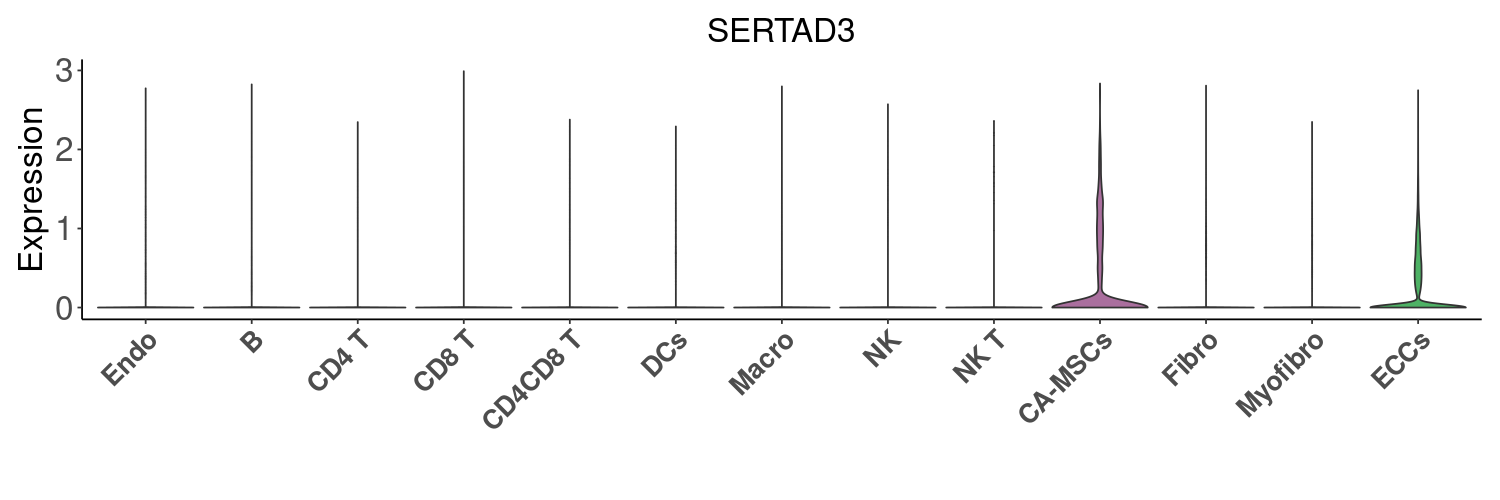 SERTAD3
Expression
3
2
1
0
Endo
B
CD4 T
CD8 T
CD4CD8 T
DCs
Macro
NK
NK T
CA-MSCs
Fibro
Myofibro
ECCs